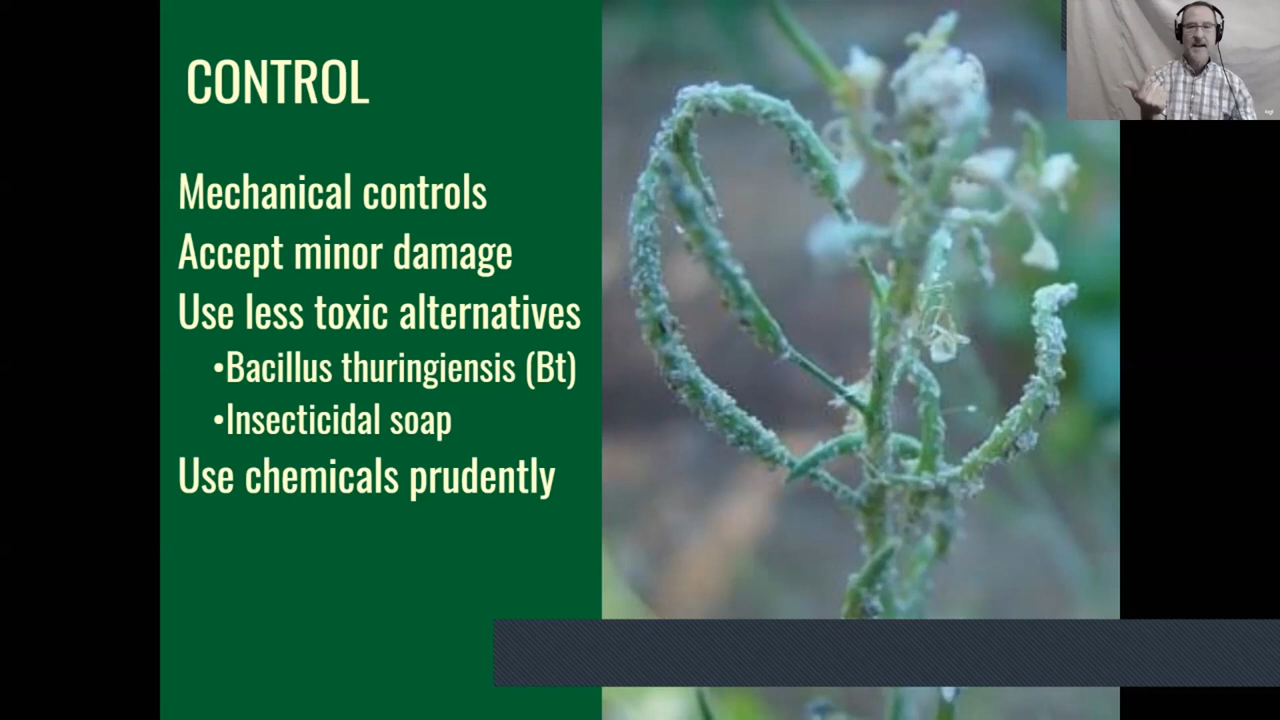 CONTROL
Mechanical controls
Accept minor damage
Use less toxic alternatives
•Bacillus thuringiensis (Bt)
•Insecticidal soap
Use chemicals prudently